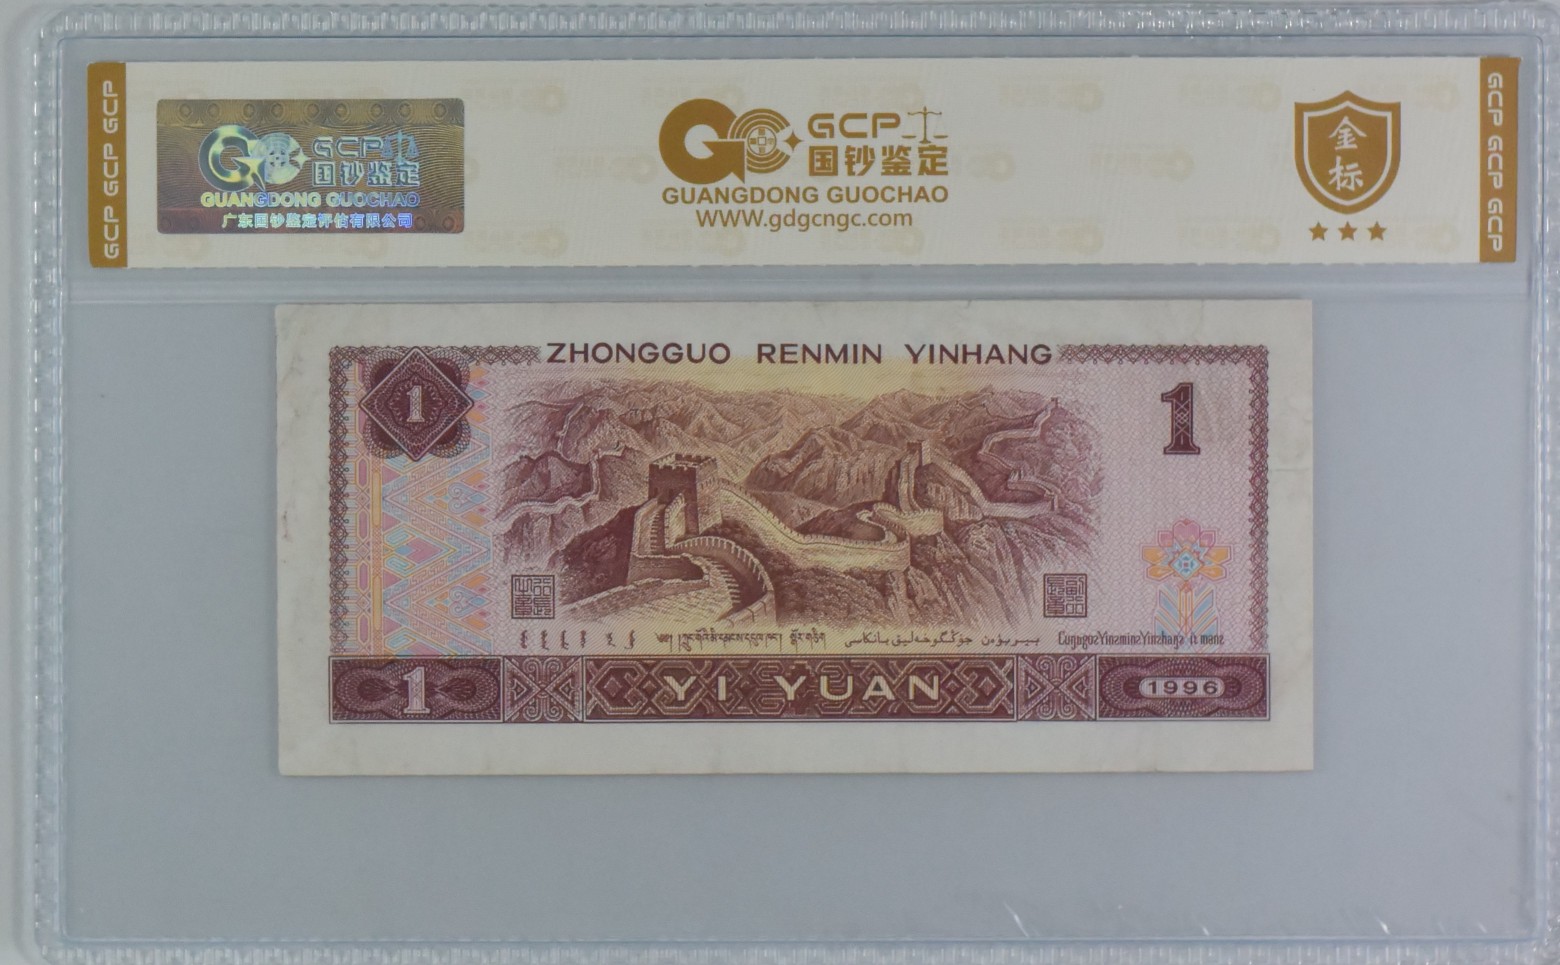 GCP GCP GCP
GCP
国钞鉴定
GUANGDONG GUOCHAO
广东国钞鉴定评估有限公司
GCP
国钞鉴定
GUANGDONG GUOCHAO
WWW.gdgcngc.com
金
标
GCP GCP GCP
ZHONGGUO RENMIN YINHANG
1
1
YI YUAN
1
1996